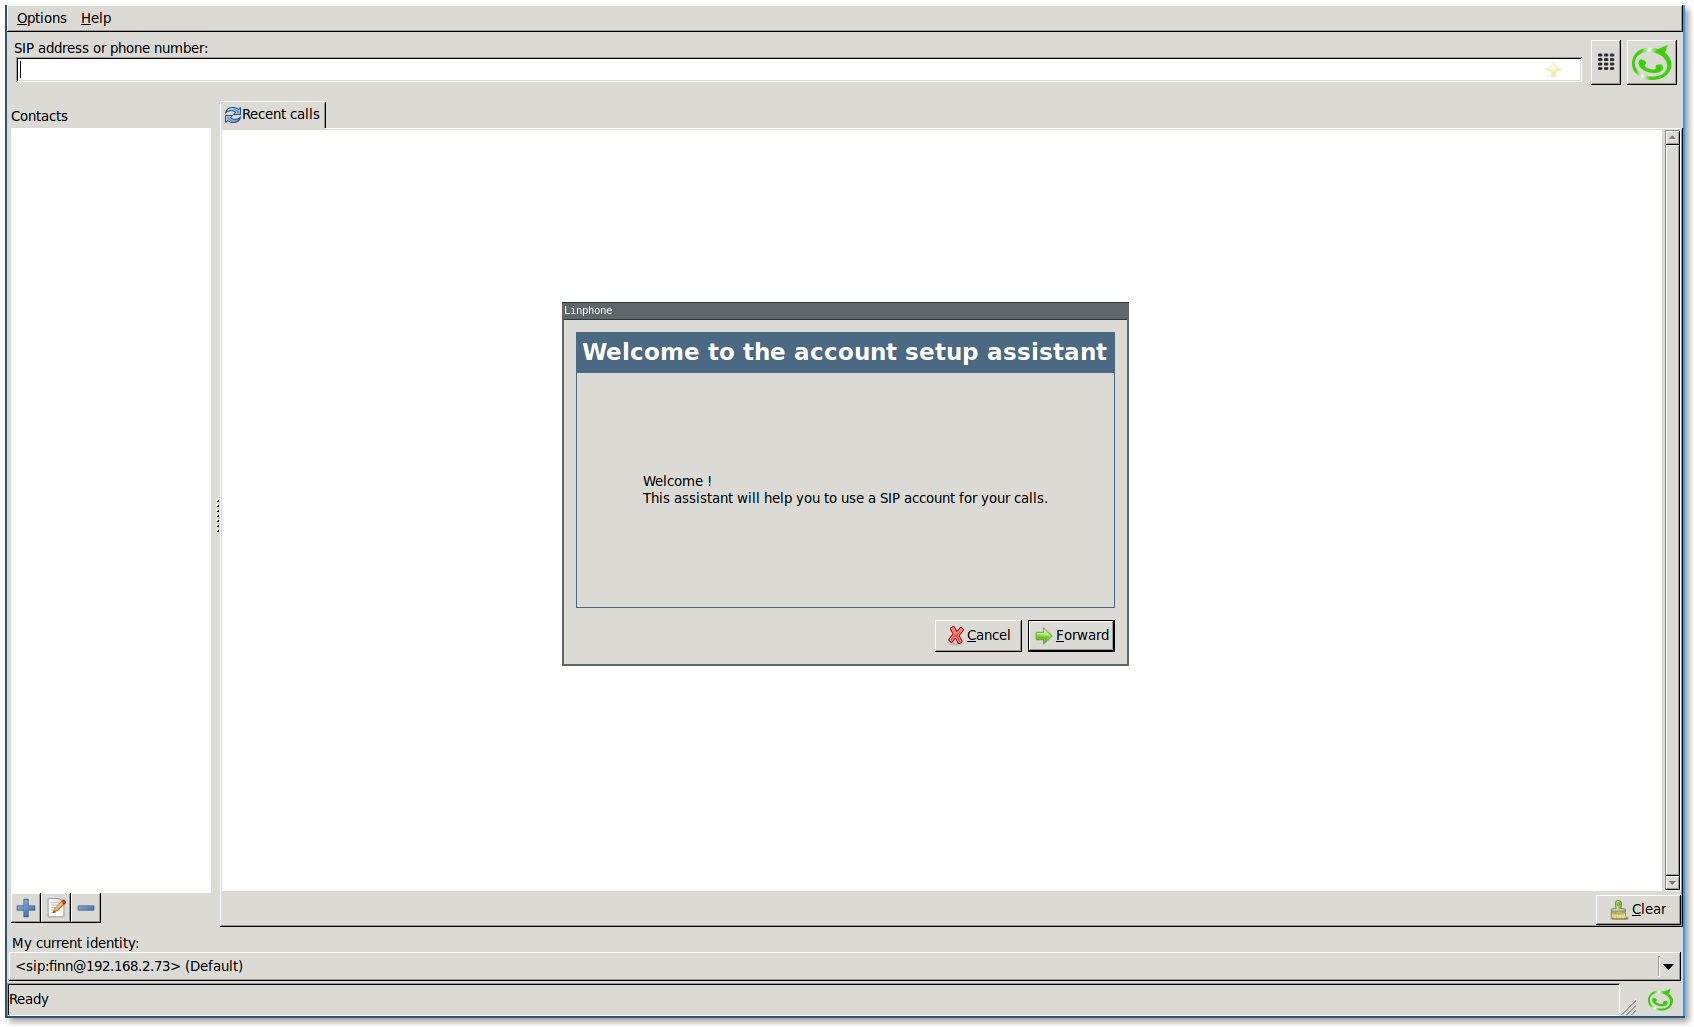 Options Help
SIP address or phone number:
Contacts
Recent calls
Linphone
Welcome to the account setup assistant
Welcome !
This assistant will help you to use a SIP account for your calls.
Cancel Forward
Clear
My current identity:
<sip:finn@192.168.2.73> (Default)
Ready